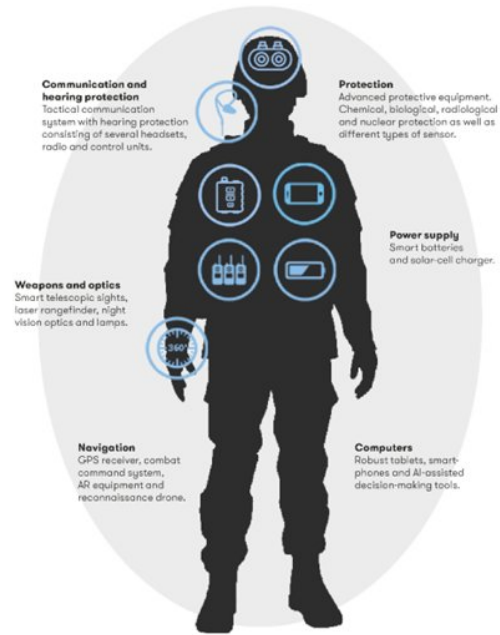 Communication and
hearing protection
Tactical communication
system with hearing protection
consisting of several headsets,
radio and control units.
Protection
Advanced protective equipment.
Chemical, biological, radiological
and nuclear protection as well as
different types of sensor.
Power supply
Smart batteries
and solar-cell charger.
Weapons and optics
Smart telescopic sights,
laser rangefinder, night
vision optics and lamps.
360°
Navigation
GPS receiver, combat
command system,
AR equipment and
reconnaissance drone.
Computers
Robust tablets, smart-
phones and AI-assisted
decision-making tools.